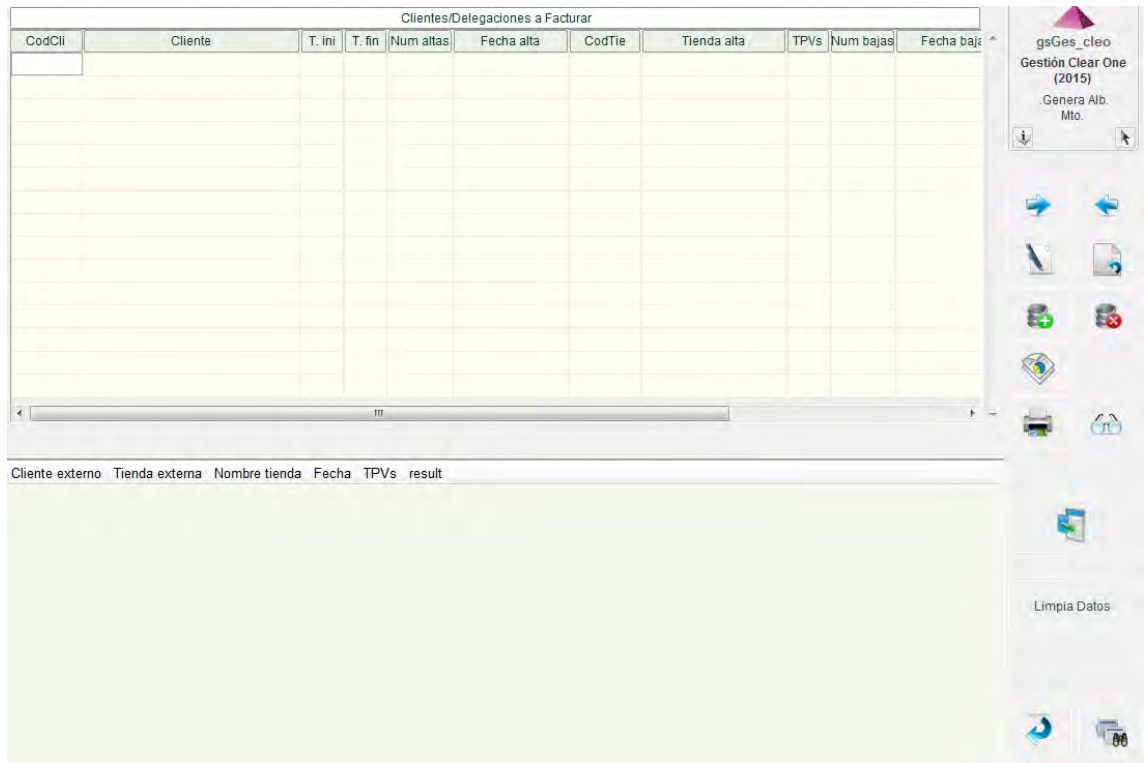 Clientes/Delegaciones a Facturar
CodCli Cliente T. ini T. fin Num altas Fecha alta CodTie Tienda alta TPVs Num bajas Fecha baja
gsGes_cleo
Gestión Clear One
(2015)
.Genera Alb.
Mto.
Cliente externo Tienda externa Nombre tienda Fecha TPVs result
Limpia Datos